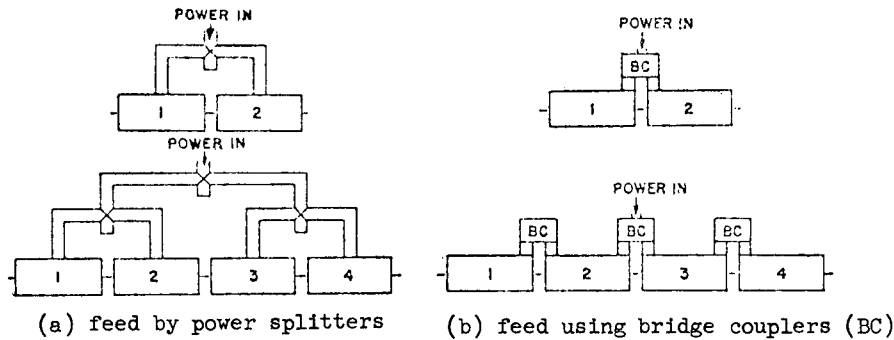 POWER IN
1 2
POWER IN
1 2 3 4
(a) feed by power splitters
POWER IN
BC
1 2
POWER IN
BC BC BC
1 2 3 4
(b) feed using bridge couplers (BC)